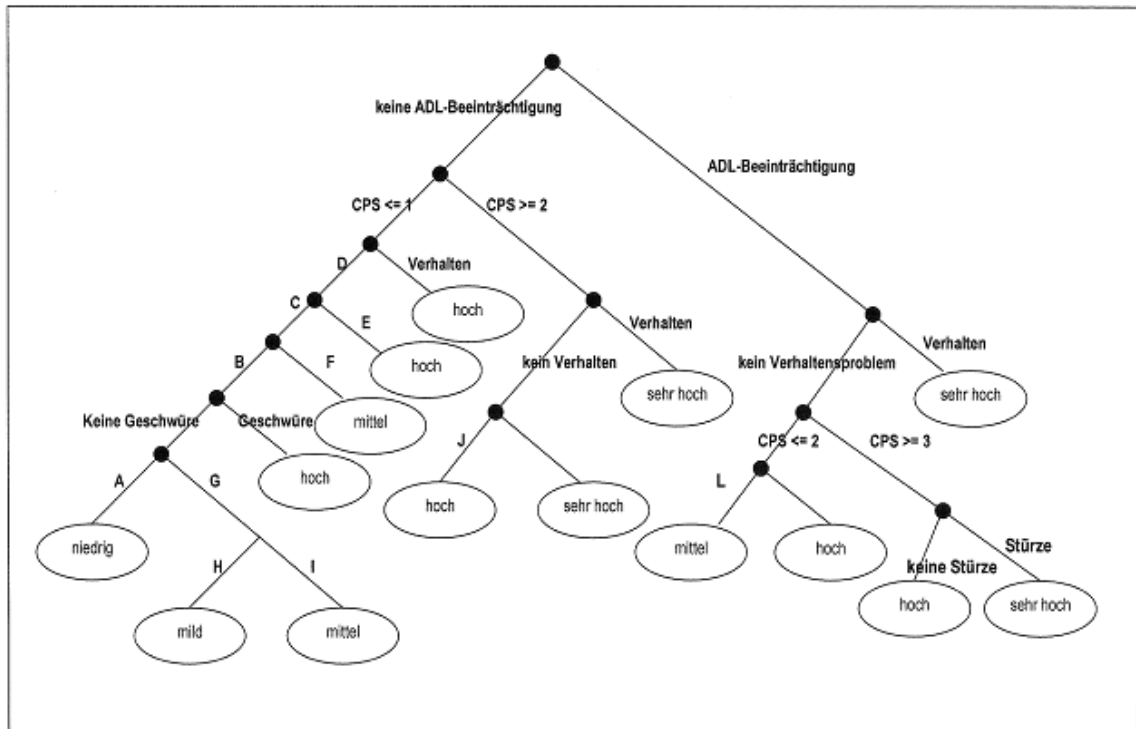 keine ADL-Beeinträchtigung
ADL-Beeinträchtigung
CPS <= 1
CPS >= 2
D
Verhalten
C
hoch
E
Verhalten
Verhalten
B
F
hoch
kein Verhalten
kein Verhaltensproblem
sehr hoch
sehr hoch
Keine Geschwüre
Geschwüre
mittel
J
CPS <= 2
CPS >= 3
A
G
hoch
L
hoch
sehr hoch
niedrig
mittel
hoch
Stürze
H
I
keine Stürze
hoch
sehr hoch
mild
mittel